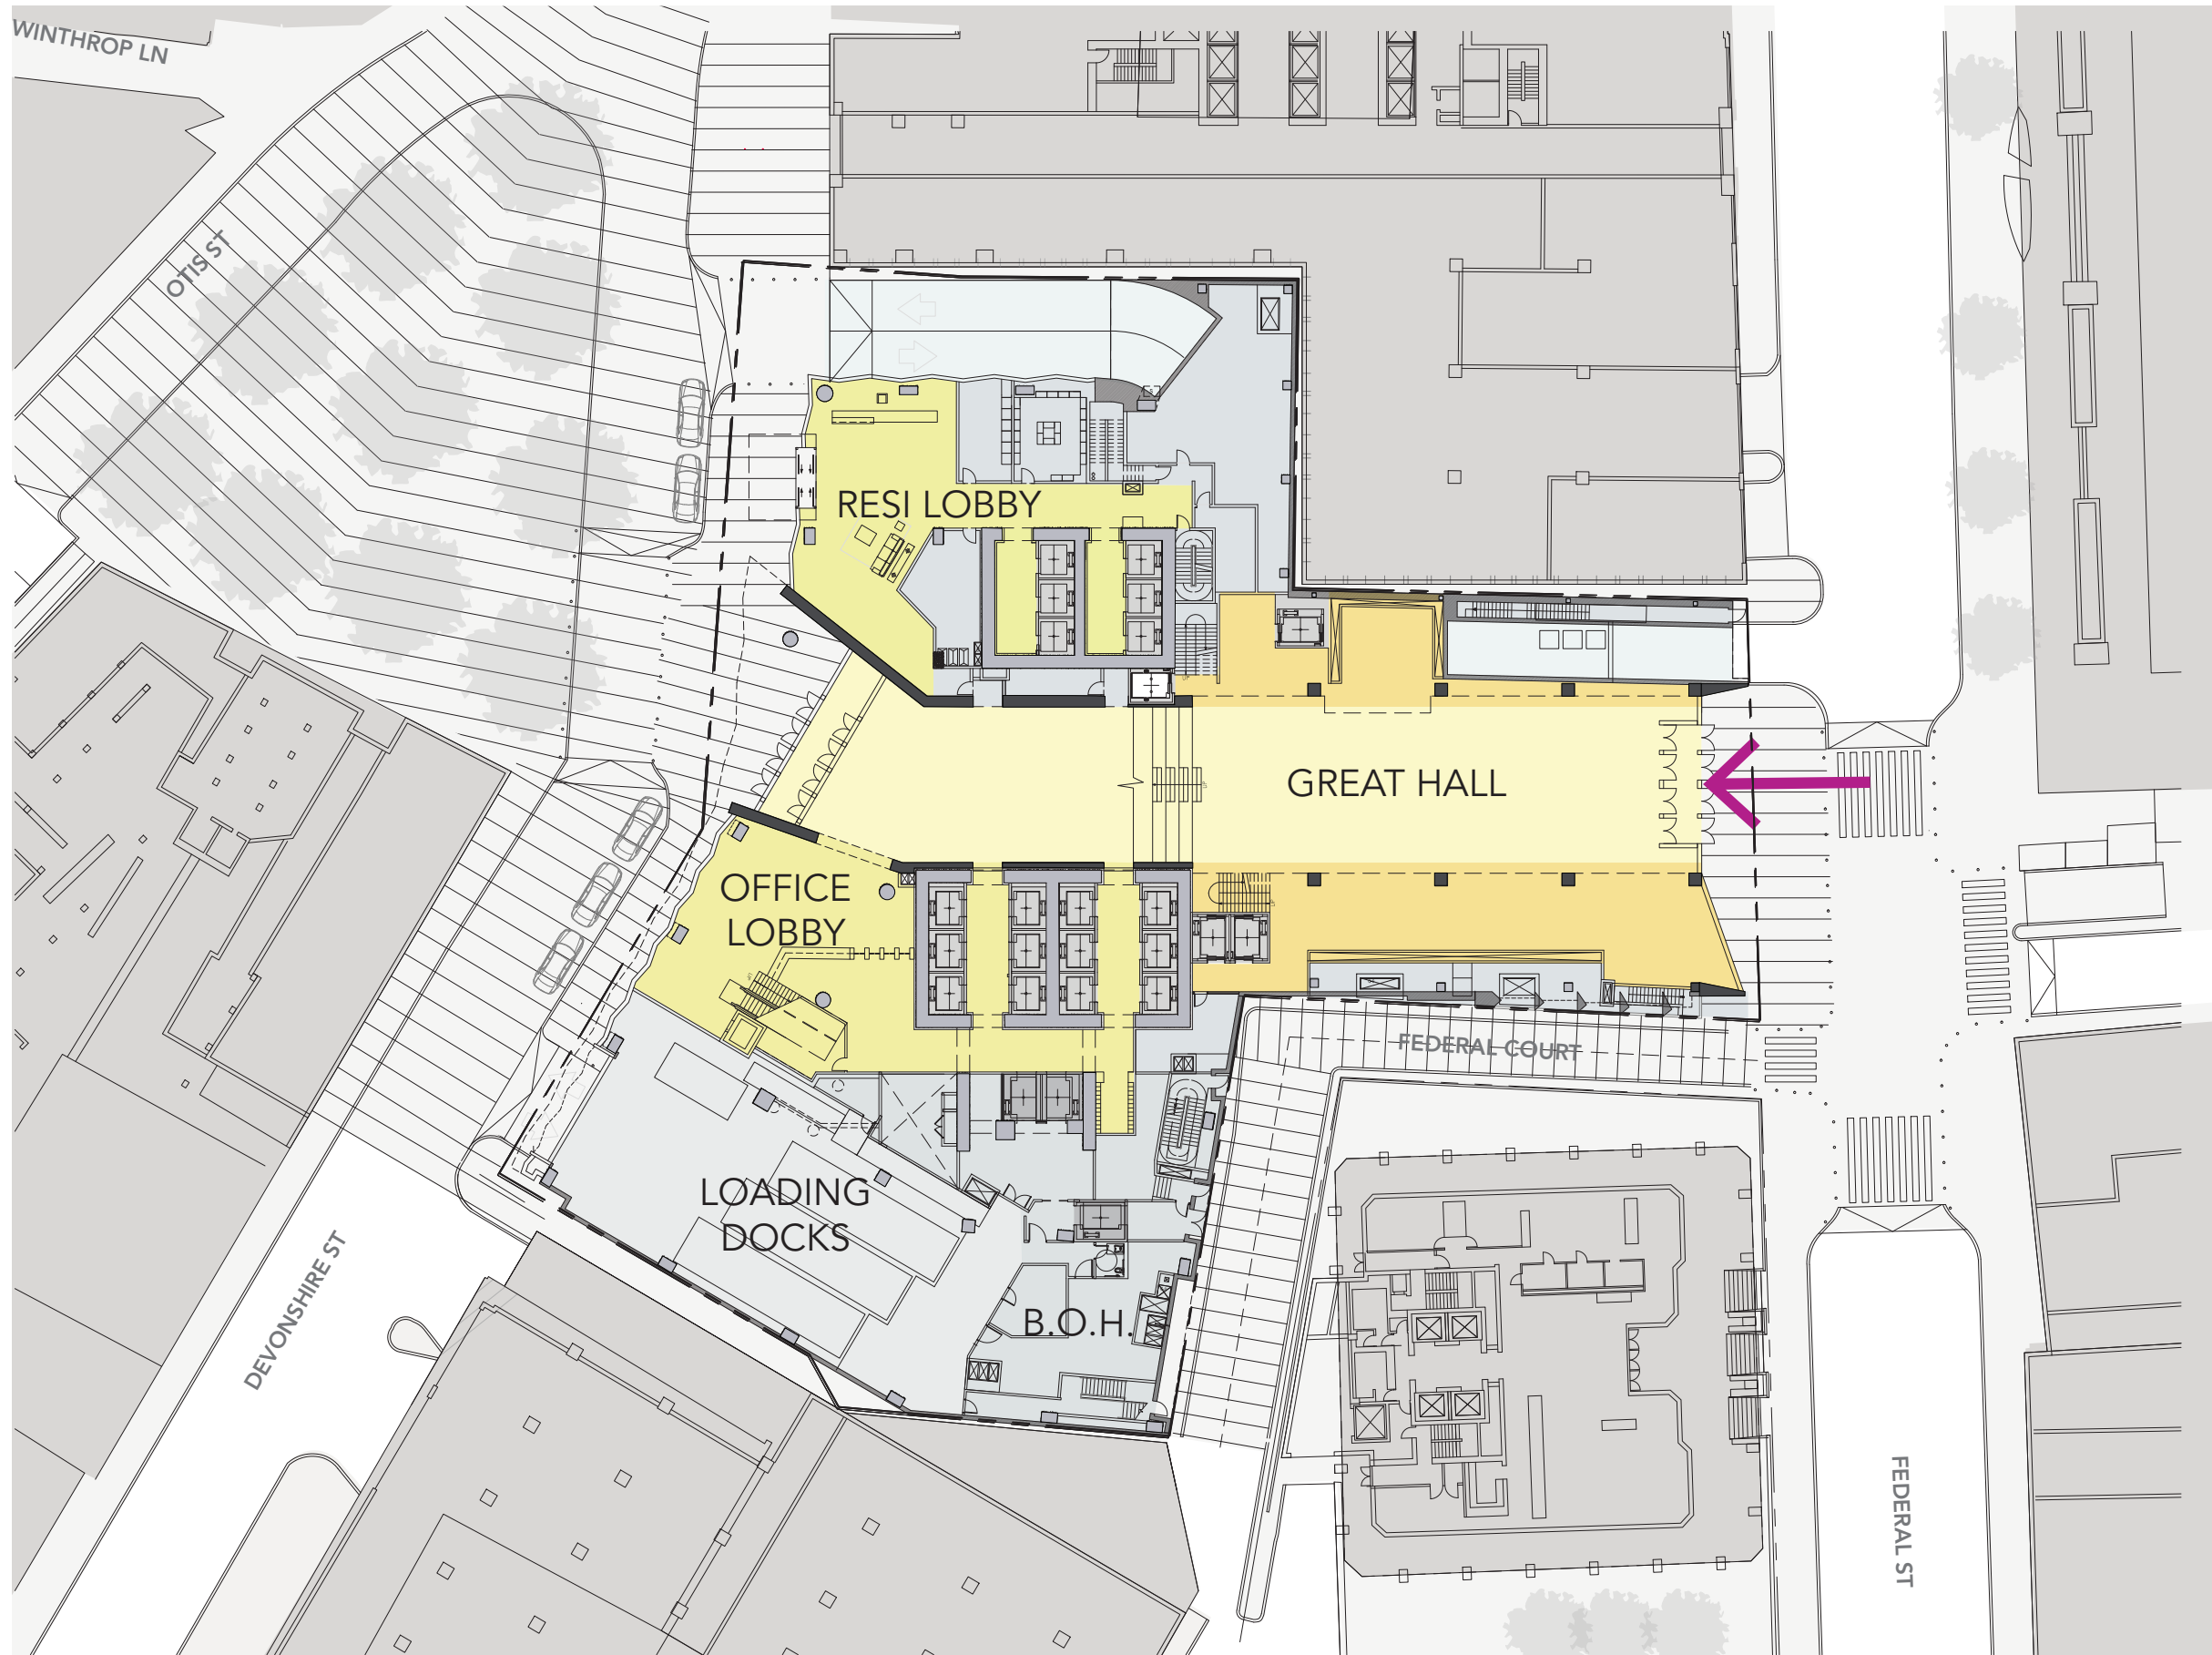 WINTHROP LN
OTIS ST
RESI LOBBY
GREAT HALL
OFFICE
LOBBY
FEDERAL COURT
LOADING
DOCKS
B.O.H.
DEVONSHIRE ST
FEDERAL ST